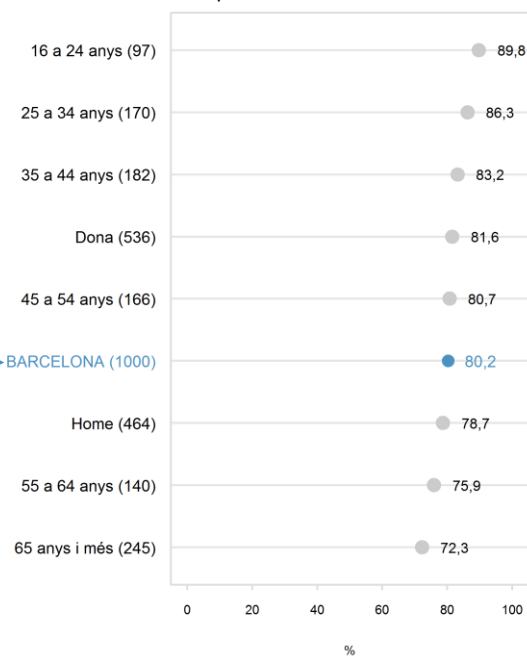 16 a 24 anys (97) 89,8
25 a 34 anys (170) 86,3
35 a 44 anys (182) 83,2
Dona (536) 81,6
45 a 54 anys (166) 80,7
BARCELONA (1000) 80,2
Home (464) 78,7
55 a 64 anys (140) 75,9
65 anys i més (245) 72,3
0 20 40 60 80 100
%